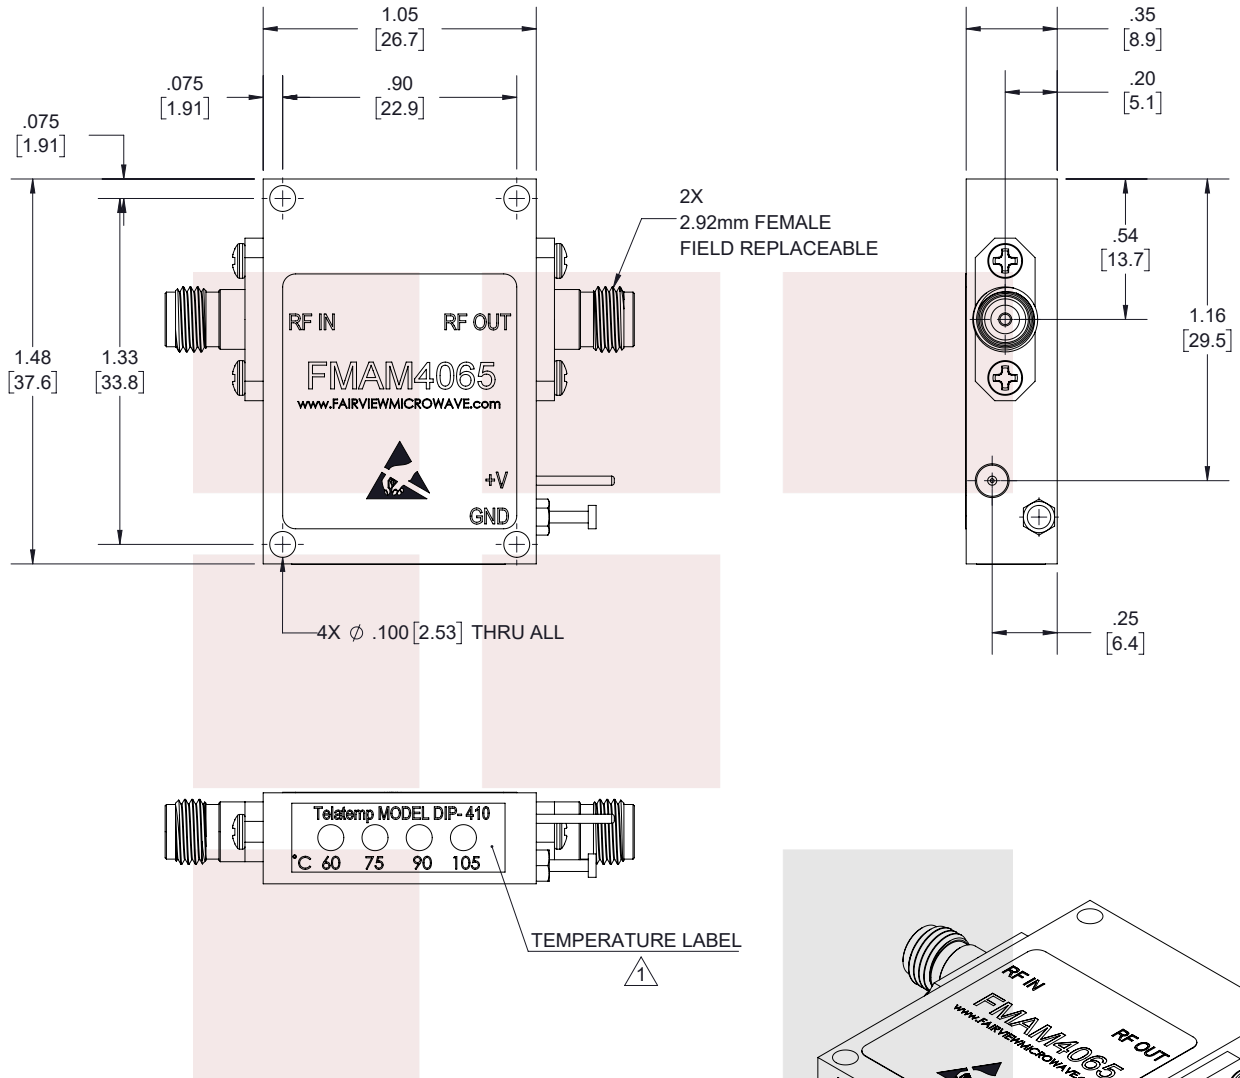 1.05
[26.7]
.35
[8.9]
.075
[1.91]
.90
[22.9]
.20
[5.1]
.075
[1.91]
2X
2.92mm FEMALE
FIELD REPLACEABLE
.54
[13.7]
1.16
[29.5]
1.48
[37.6]
1.33
[33.8]
RF IN
RF OUT
FMAM4065
www.FAIRVIEWMICROWAVE.com
+V
GND
4X ⌀ .100 [2.53] THRU ALL
.25
[6.4]
Telatemp MODEL DIP-410
°C 60 75 90 105
TEMPERATURE LABEL
1
RF IN
FMAM4065
RF OUT